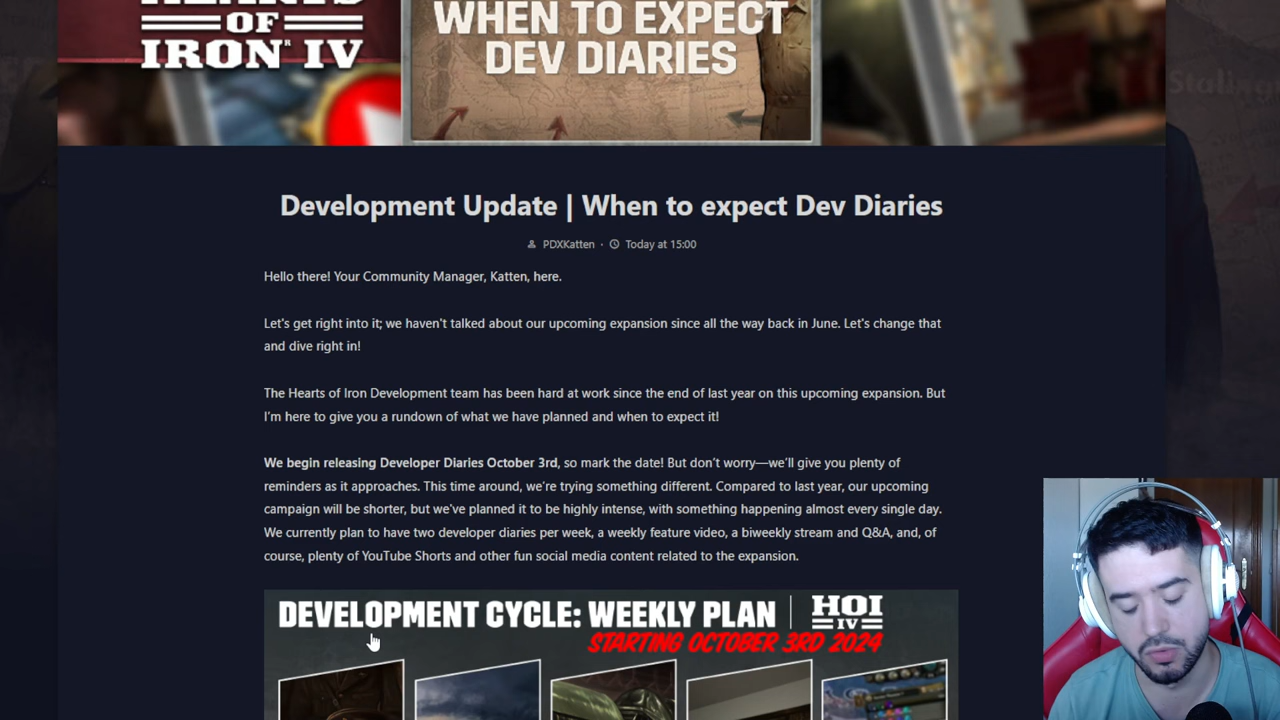 HEARTS
OF
IRON IV
WHEN TO EXPECT
DEV DIARIES
Development Update | When to expect Dev Diaries
PDXKatten · Today at 15:00
Hello there! Your Community Manager, Katten, here.
Let's get right into it; we haven't talked about our upcoming expansion since all the way back in June. Let's change that
and dive right in!
The Hearts of Iron Development team has been hard at work since the end of last year on this upcoming expansion. But
I'm here to give you a rundown of what we have planned and when to expect it!
We begin releasing Developer Diaries October 3rd, so mark the date! But don't worry—we'll give you plenty of
reminders as it approaches. This time around, we're trying something different. Compared to last year, our upcoming
campaign will be shorter, but we've planned it to be highly intense, with something happening almost every single day.
We currently plan to have two developer diaries per week, a weekly feature video, a biweekly stream and Q&A, and, of
course, plenty of YouTube Shorts and other fun social media content related to the expansion.
DEVELOPMENT CYCLE: WEEKLY PLAN | HOI
IV
STARTING OCTOBER 3RD 2024